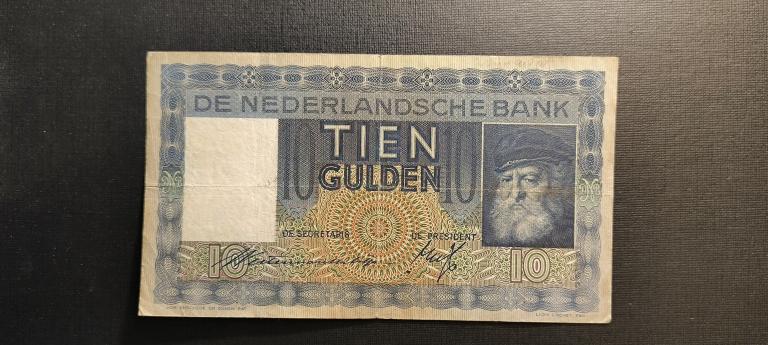 DE NEDERLANDSCHE BANK
10 TIEN 10
GULDEN
DE SECRETARIS DE PRESIDENT
10 10